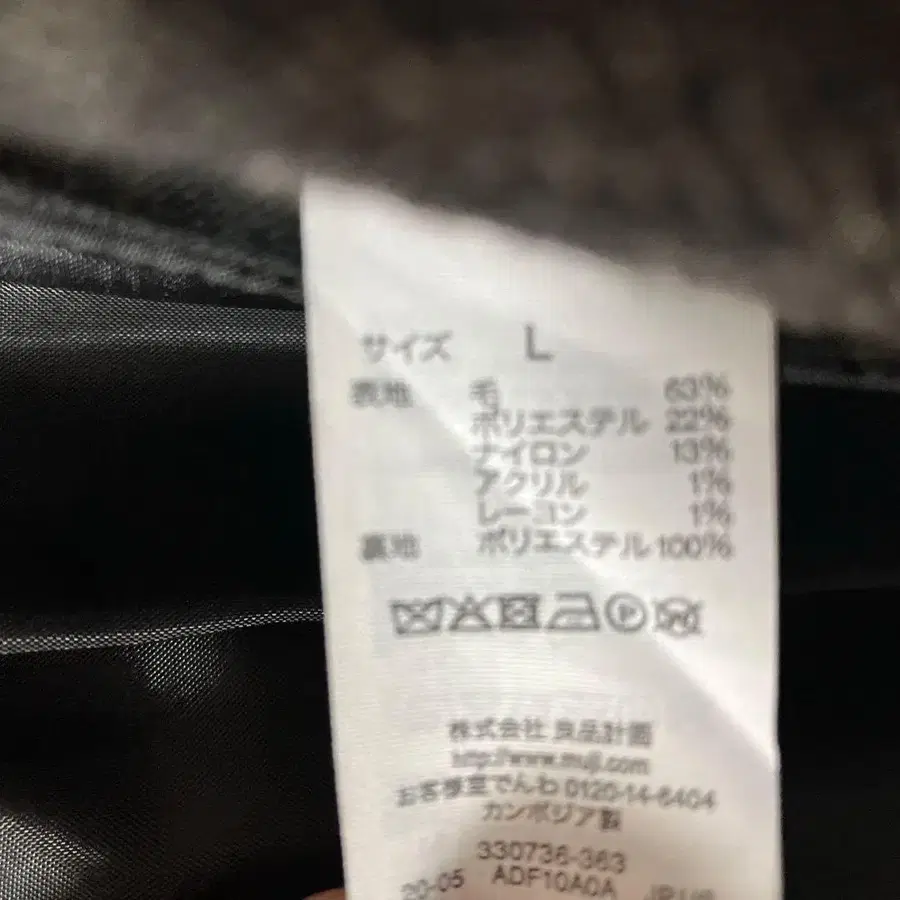 サイズ L
表地 毛 63%
ポリエステル 22%
ナイロン 13%
アクリル 1%
レーヨン 1%
裏地 ポリエステル 100%
株式会社 良品計画
http://www.muji.com
お客様室でんわ 0120-14-6404
カンボジア製
330736-363
20-05 ADF10A0A